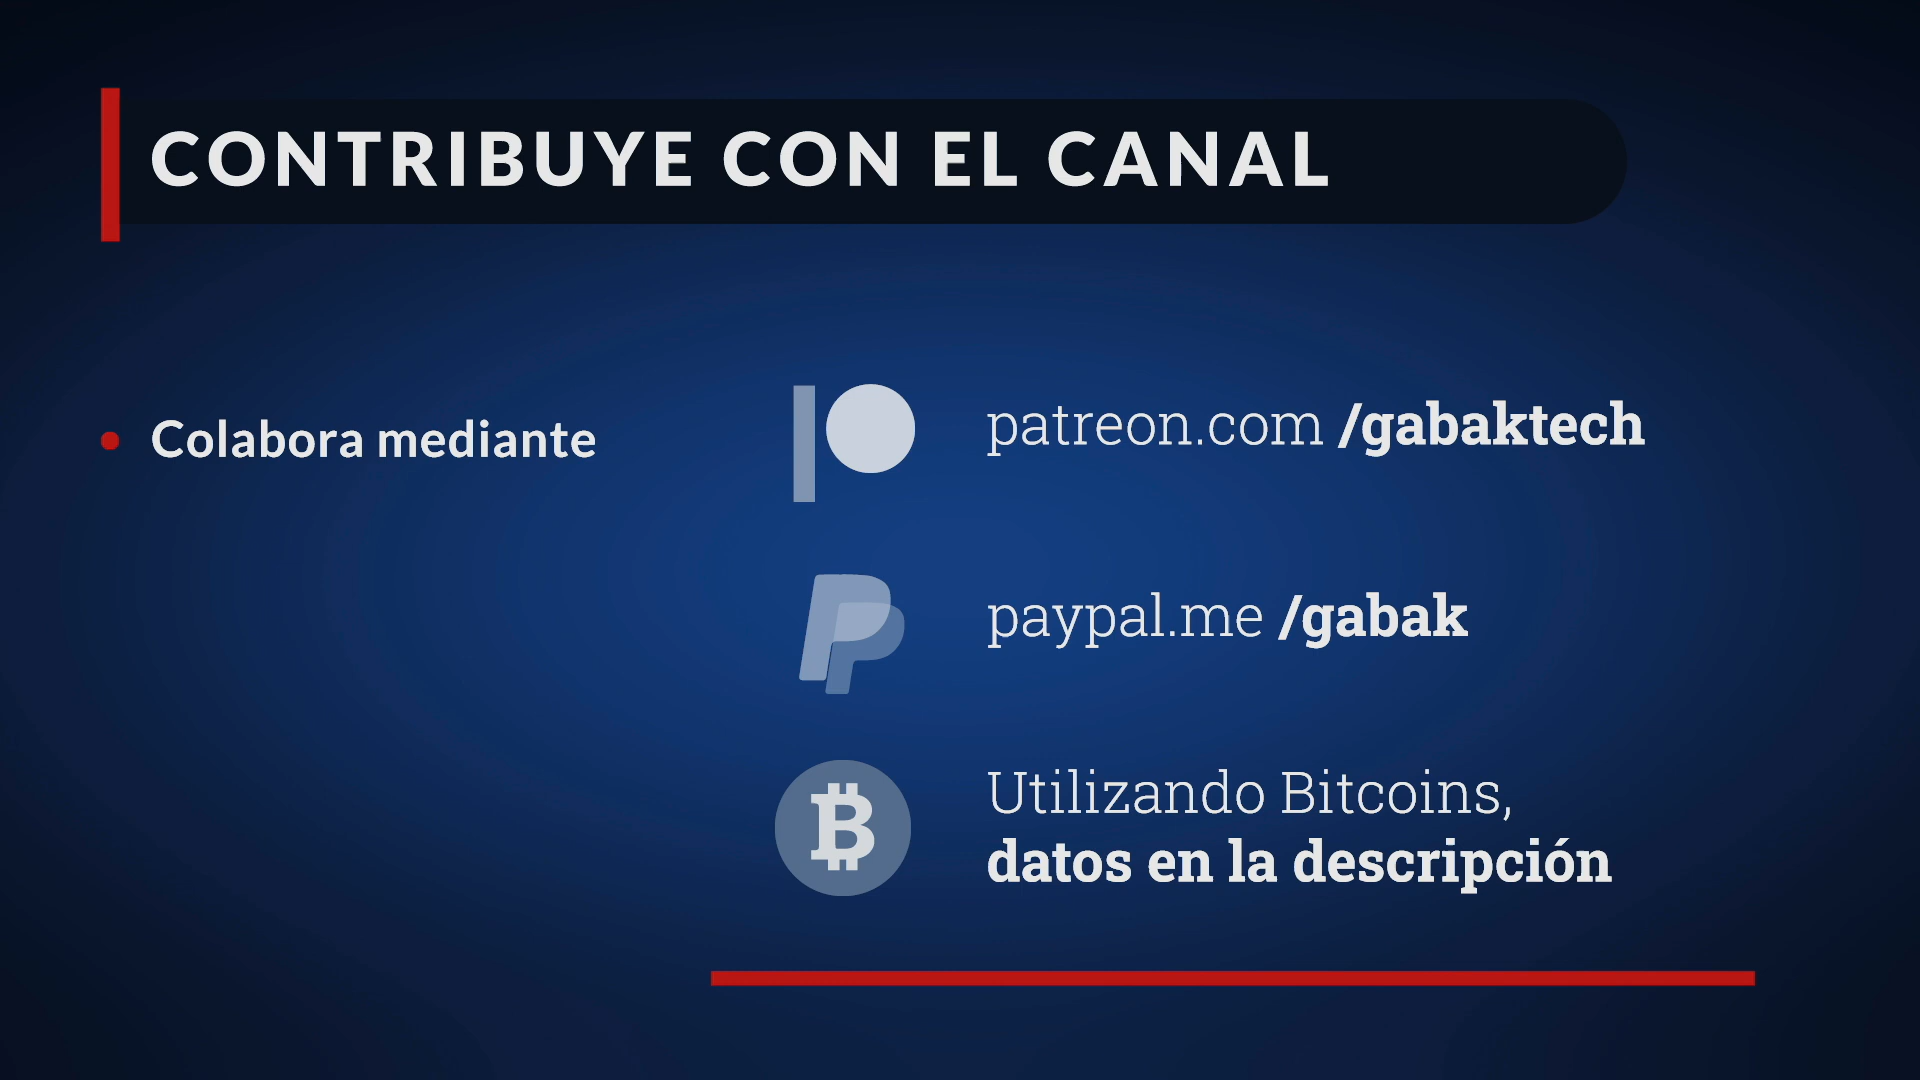 CONTRIBUYE CON EL CANAL
Colabora mediante
patreon.com /gabaktech
paypal.me /gabak
Utilizando Bitcoins,
datos en la descripción